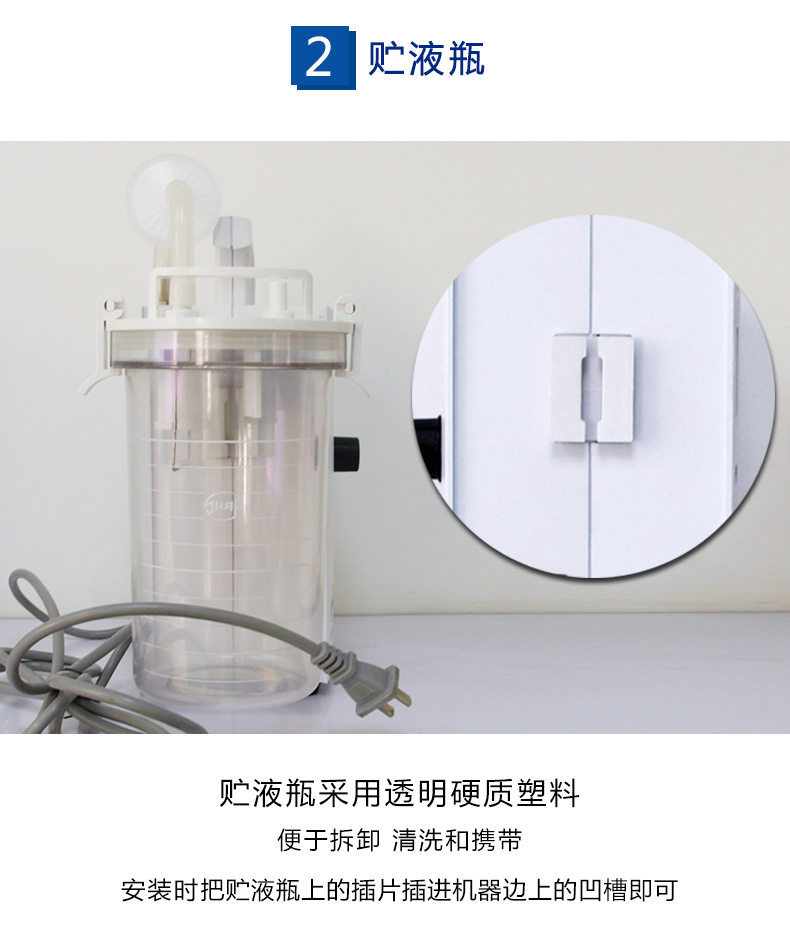 2 贮液瓶
贮液瓶采用透明硬质塑料
便于拆卸 清洗和携带
安装时把贮液瓶上的插片插进机器边上的凹槽即可